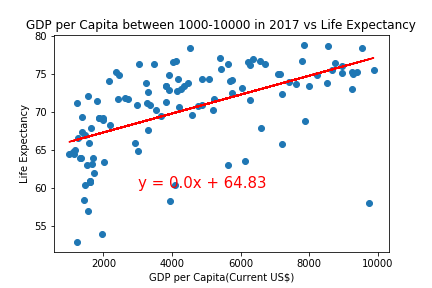 GDP per Capita between 1000-10000 in 2017 vs Life Expectancy
80
75
70
65
60
55
Life Expectancy
y = 0.0x + 64.83
2000
4000
6000
8000
10000
GDP per Capita(Current US$)